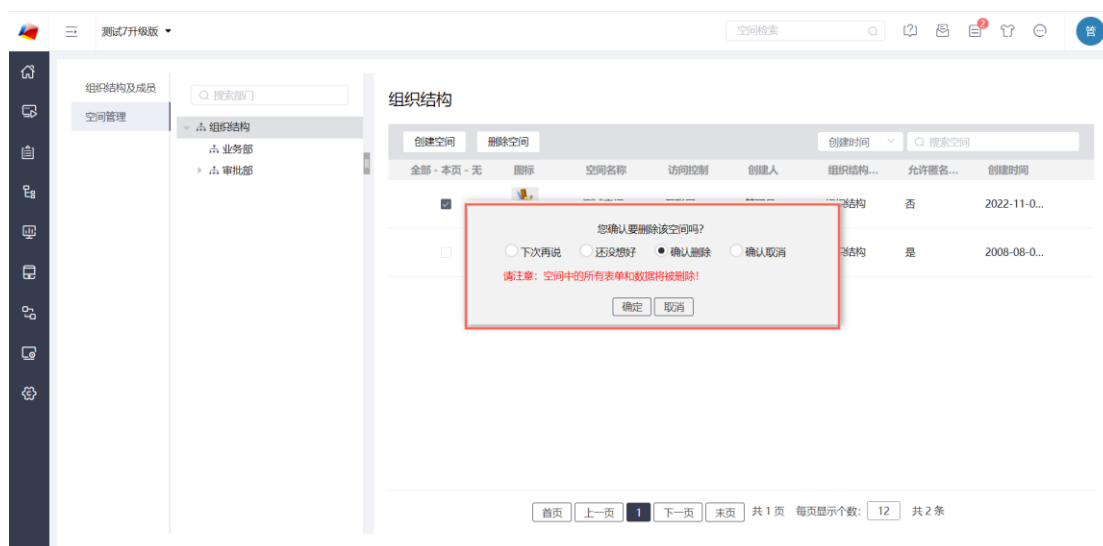 测试7升级版
空间检索
2
管
组织结构及成员
空间管理
搜索部门
组织结构
业务部
审批部
组织结构
创建空间 删除空间 创建时间 搜索空间
全部 - 本页 - 无 图标 空间名称 访问控制 创建人 组织结构... 允许匿名... 创建时间
否 2022-11-0...
是 2008-08-0...
您确认要删除该空间吗?
下次再说 还没想好 确认删除 确认取消
请注意：空间中的所有表单和数据将被删除!
确定 取消
首页 上一页 1 下一页 末页 共 1 页 每页显示个数: 12 共 2 条